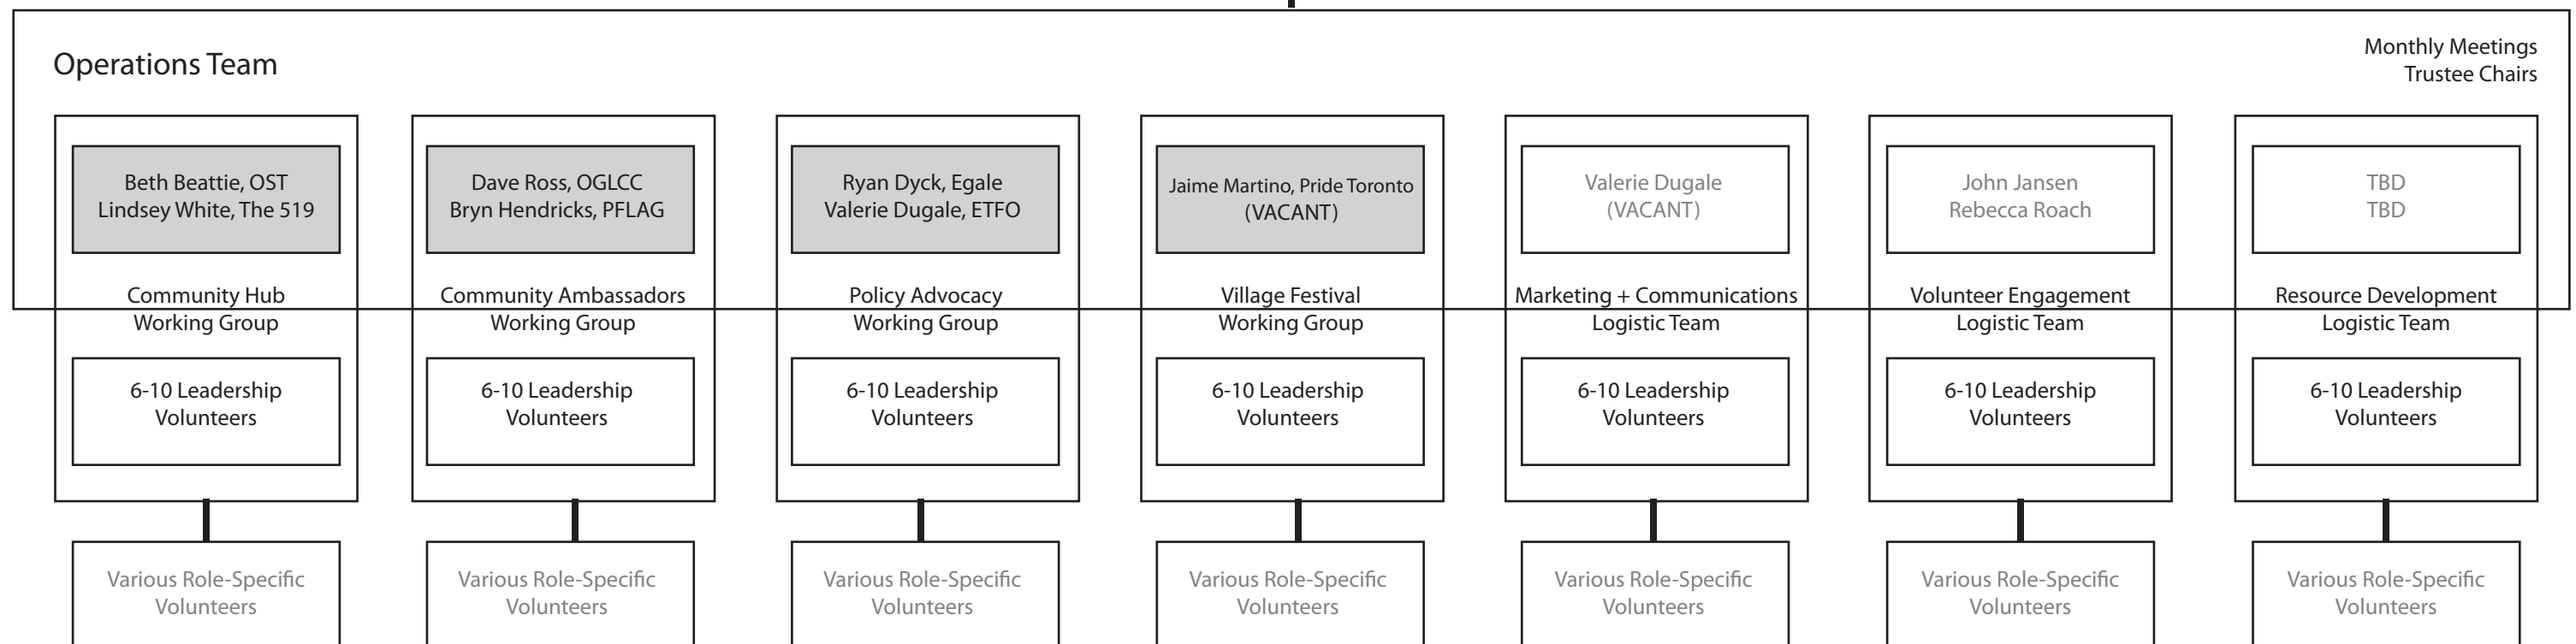 Operations Team
Monthly Meetings
Trustee Chairs
Beth Beattie, OST
Lindsey White, The 519
Community Hub
Working Group
6-10 Leadership
Volunteers
Various Role-Specific
Volunteers
Dave Ross, OGLCC
Bryn Hendricks, PFLAG
Community Ambassadors
Working Group
6-10 Leadership
Volunteers
Various Role-Specific
Volunteers
Ryan Dyck, Egale
Valerie Dugale, ETFO
Policy Advocacy
Working Group
6-10 Leadership
Volunteers
Various Role-Specific
Volunteers
Jaime Martino, Pride Toronto
(VACANT)
Village Festival
Working Group
6-10 Leadership
Volunteers
Various Role-Specific
Volunteers
Valerie Dugale
(VACANT)
Marketing + Communications
Logistic Team
6-10 Leadership
Volunteers
Various Role-Specific
Volunteers
John Jansen
Rebecca Roach
Volunteer Engagement
Logistic Team
6-10 Leadership
Volunteers
Various Role-Specific
Volunteers
TBD
TBD
Resource Development
Logistic Team
6-10 Leadership
Volunteers
Various Role-Specific
Volunteers